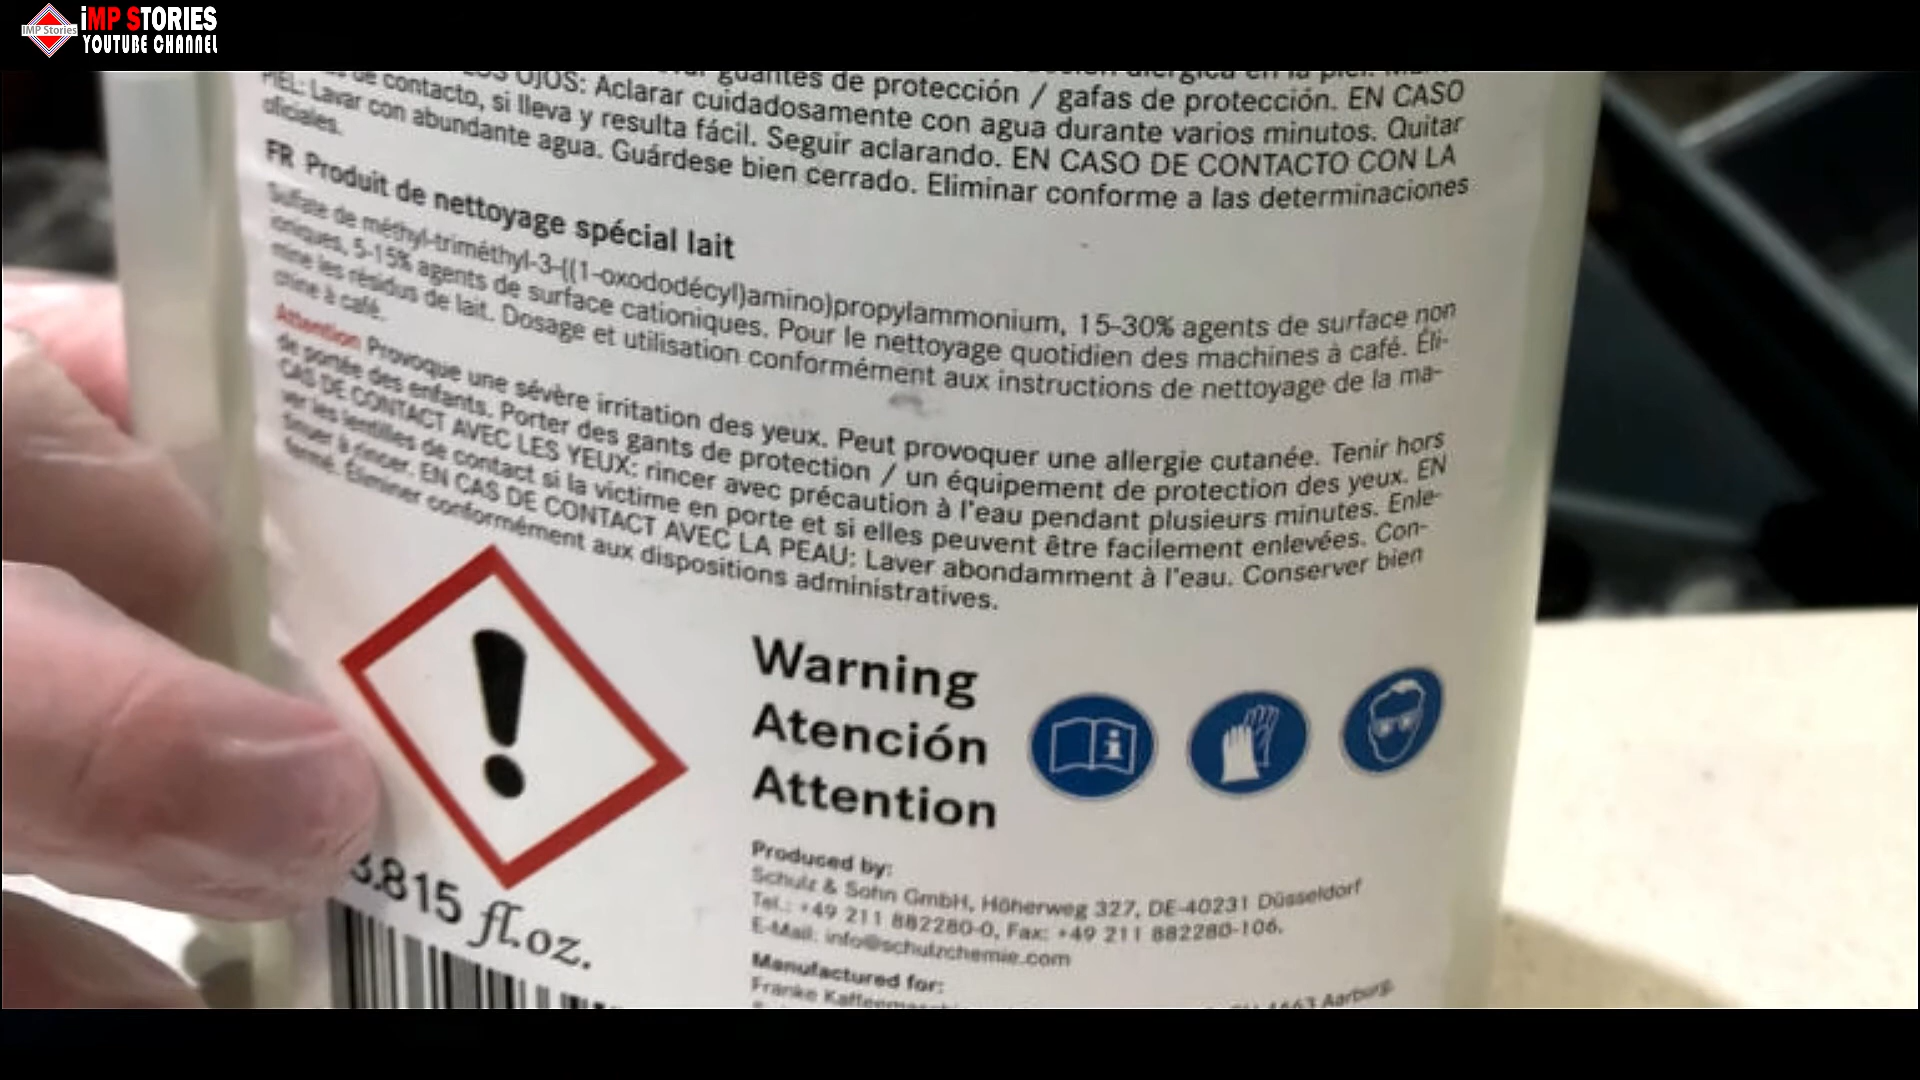 iMP STORIES
IMP Stories
YOUTUBE CHANNEL
guantes de protección / gafas de protección. EN CASO
OJOS: Aclarar cuidadosamente con agua durante varios minutos. Quitar
de contacto, si lleva y resulta fácil. Seguir aclarando. EN CASO DE CONTACTO CON LA
PIEL: Lavar con abundante agua. Guárdese bien cerrado. Eliminar conforme a las determinaciones
oficiales.
FR Produit de nettoyage spécial lait
Sulfate de méthyl-triméthyl-3-((1-oxododécyl)amino)propylammonium, 15-30% agents de surface non
ioniques, 5-15% agents de surface cationiques. Pour le nettoyage quotidien des machines à café. Éli-
mine les résidus de lait. Dosage et utilisation conformément aux instructions de nettoyage de la ma-
chine à café.
Attention Provoque une sévère irritation des yeux. Peut provoquer une allergie cutanée. Tenir hors
de portée des enfants. Porter des gants de protection / un équipement de protection des yeux. EN
CAS DE CONTACT AVEC LES YEUX: rincer avec précaution à l'eau pendant plusieurs minutes. Enle-
ver les lentilles de contact si la victime en porte et si elles peuvent être facilement enlevées. Con-
tinuer à rincer. EN CAS DE CONTACT AVEC LA PEAU: Laver abondamment à l'eau. Conserver bien
fermé. Éliminer conformément aux dispositions administratives.
Warning
Atención
Attention
3.815 fl.oz.
Produced by:
Schulz & Sohn GmbH, Höherweg 327, DE-40231 Düsseldorf
Tel.: +49 211 882280-0, Fax: +49 211 882280-106.
E-Mail: info@schulzchemie.com
Manufactured for:
Franke 4663 Aarburg